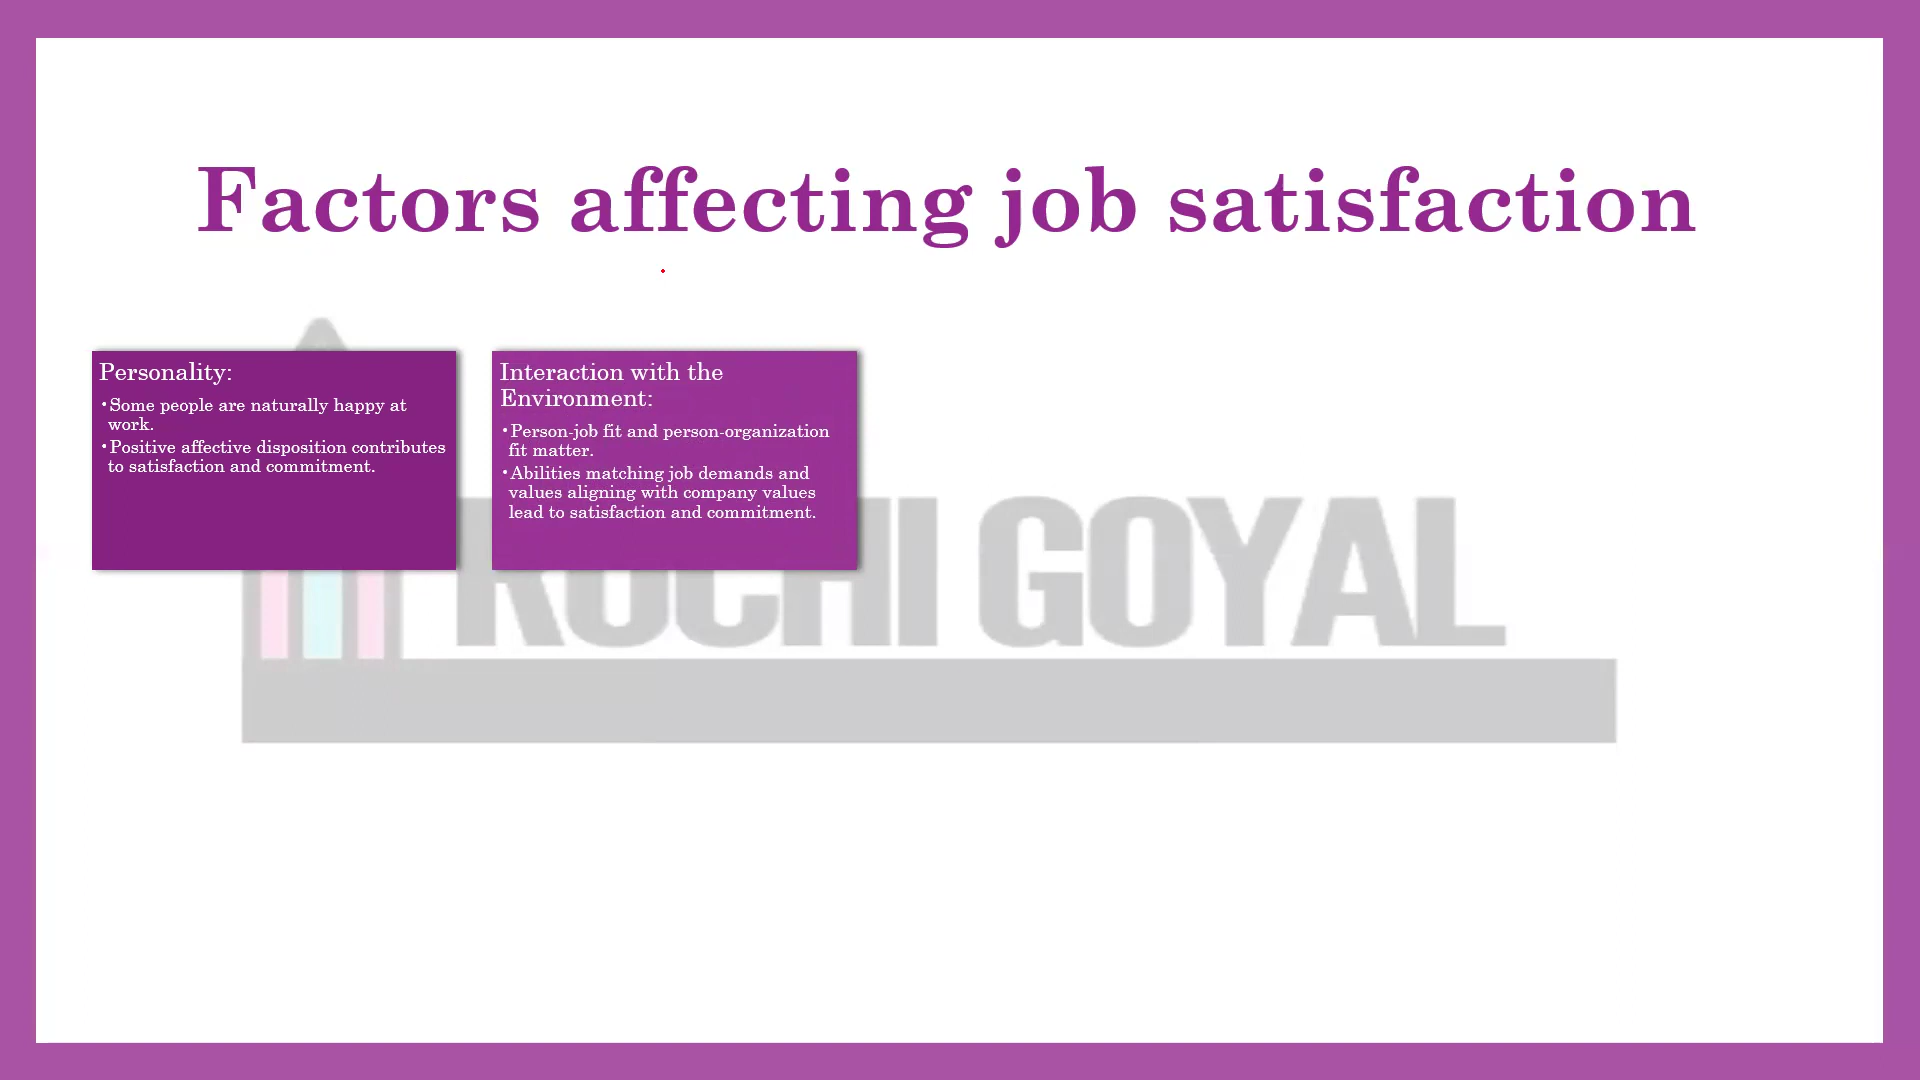 Factors affecting job satisfaction
Personality:
•Some people are naturally happy at
work.
•Positive affective disposition contributes
to satisfaction and commitment.
Interaction with the
Environment:
•Person-job fit and person-organization
fit matter.
•Abilities matching job demands and
values aligning with company values
lead to satisfaction and commitment.
GOYAL